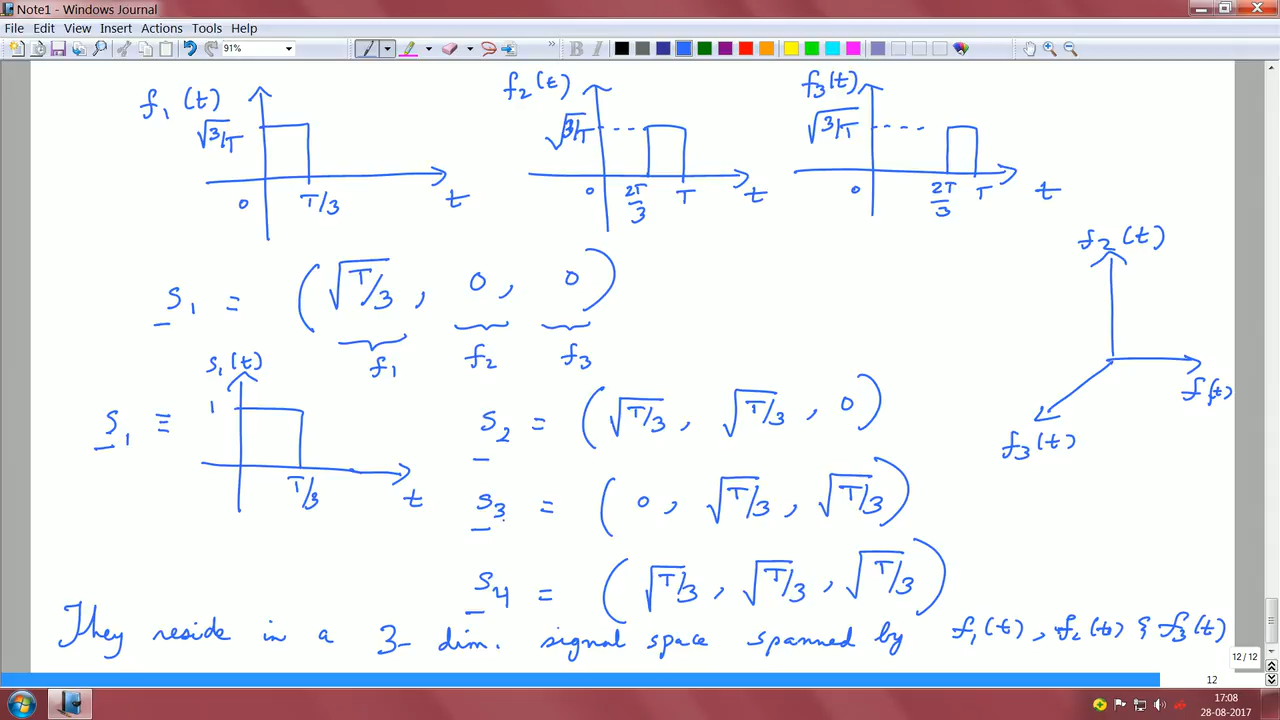 Note1 - Windows Journal
File Edit View Insert Actions Tools Help
91%
f1(t) f2(t) f3(t)
√3/T √3/T √3/T
0 T/3 t 0 2T/3 T t 0 2T/3 T t
s1 = (√T/3, 0, 0)
f1 f2 f3
f2(t)
f(t)
f3(t)
s1(t)
s1 ≡ 1 T/3 t
s2 = (√T/3, √T/3, 0)
s3 = (0, √T/3, √T/3)
s4 = (√T/3, √T/3, √T/3)
They reside in a 3- dim. signal space spanned by f1(t), f2(t) & f3(t)
12/12
12
17:08
28-08-2017